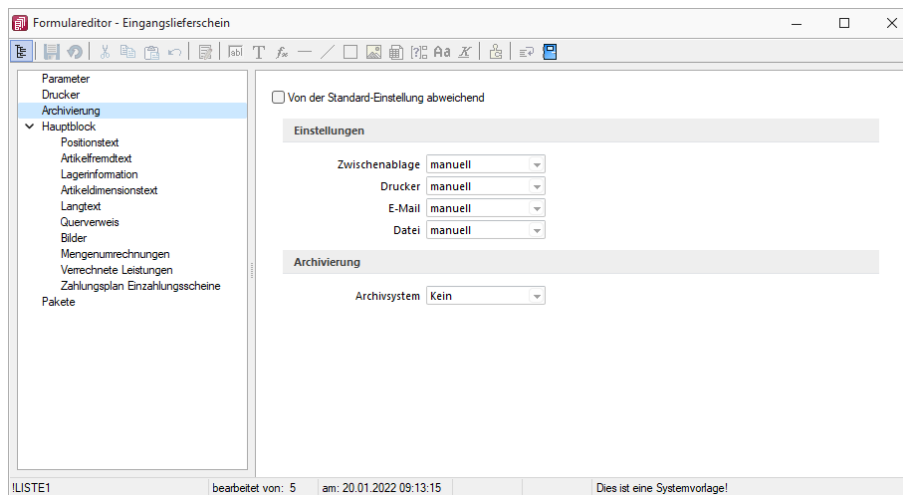 Formulareditor - Eingangslieferschein
Parameter
Drucker
Archivierung
Hauptblock
Positionstext
Artikelfremdtext
Lagerinformation
Artikeldimensionstext
Langtext
Querverweis
Bilder
Mengenumrechnungen
Verrechnete Leistungen
Zahlungsplan Einzahlungsscheine
Pakete
Von der Standard-Einstellung abweichend
Einstellungen
Zwischenablage manuell
Drucker manuell
E-Mail manuell
Datei manuell
Archivierung
Archivsystem Kein
!LISTE1 bearbeitet von: 5 am: 20.01.2022 09:13:15 Dies ist eine Systemvorlage!